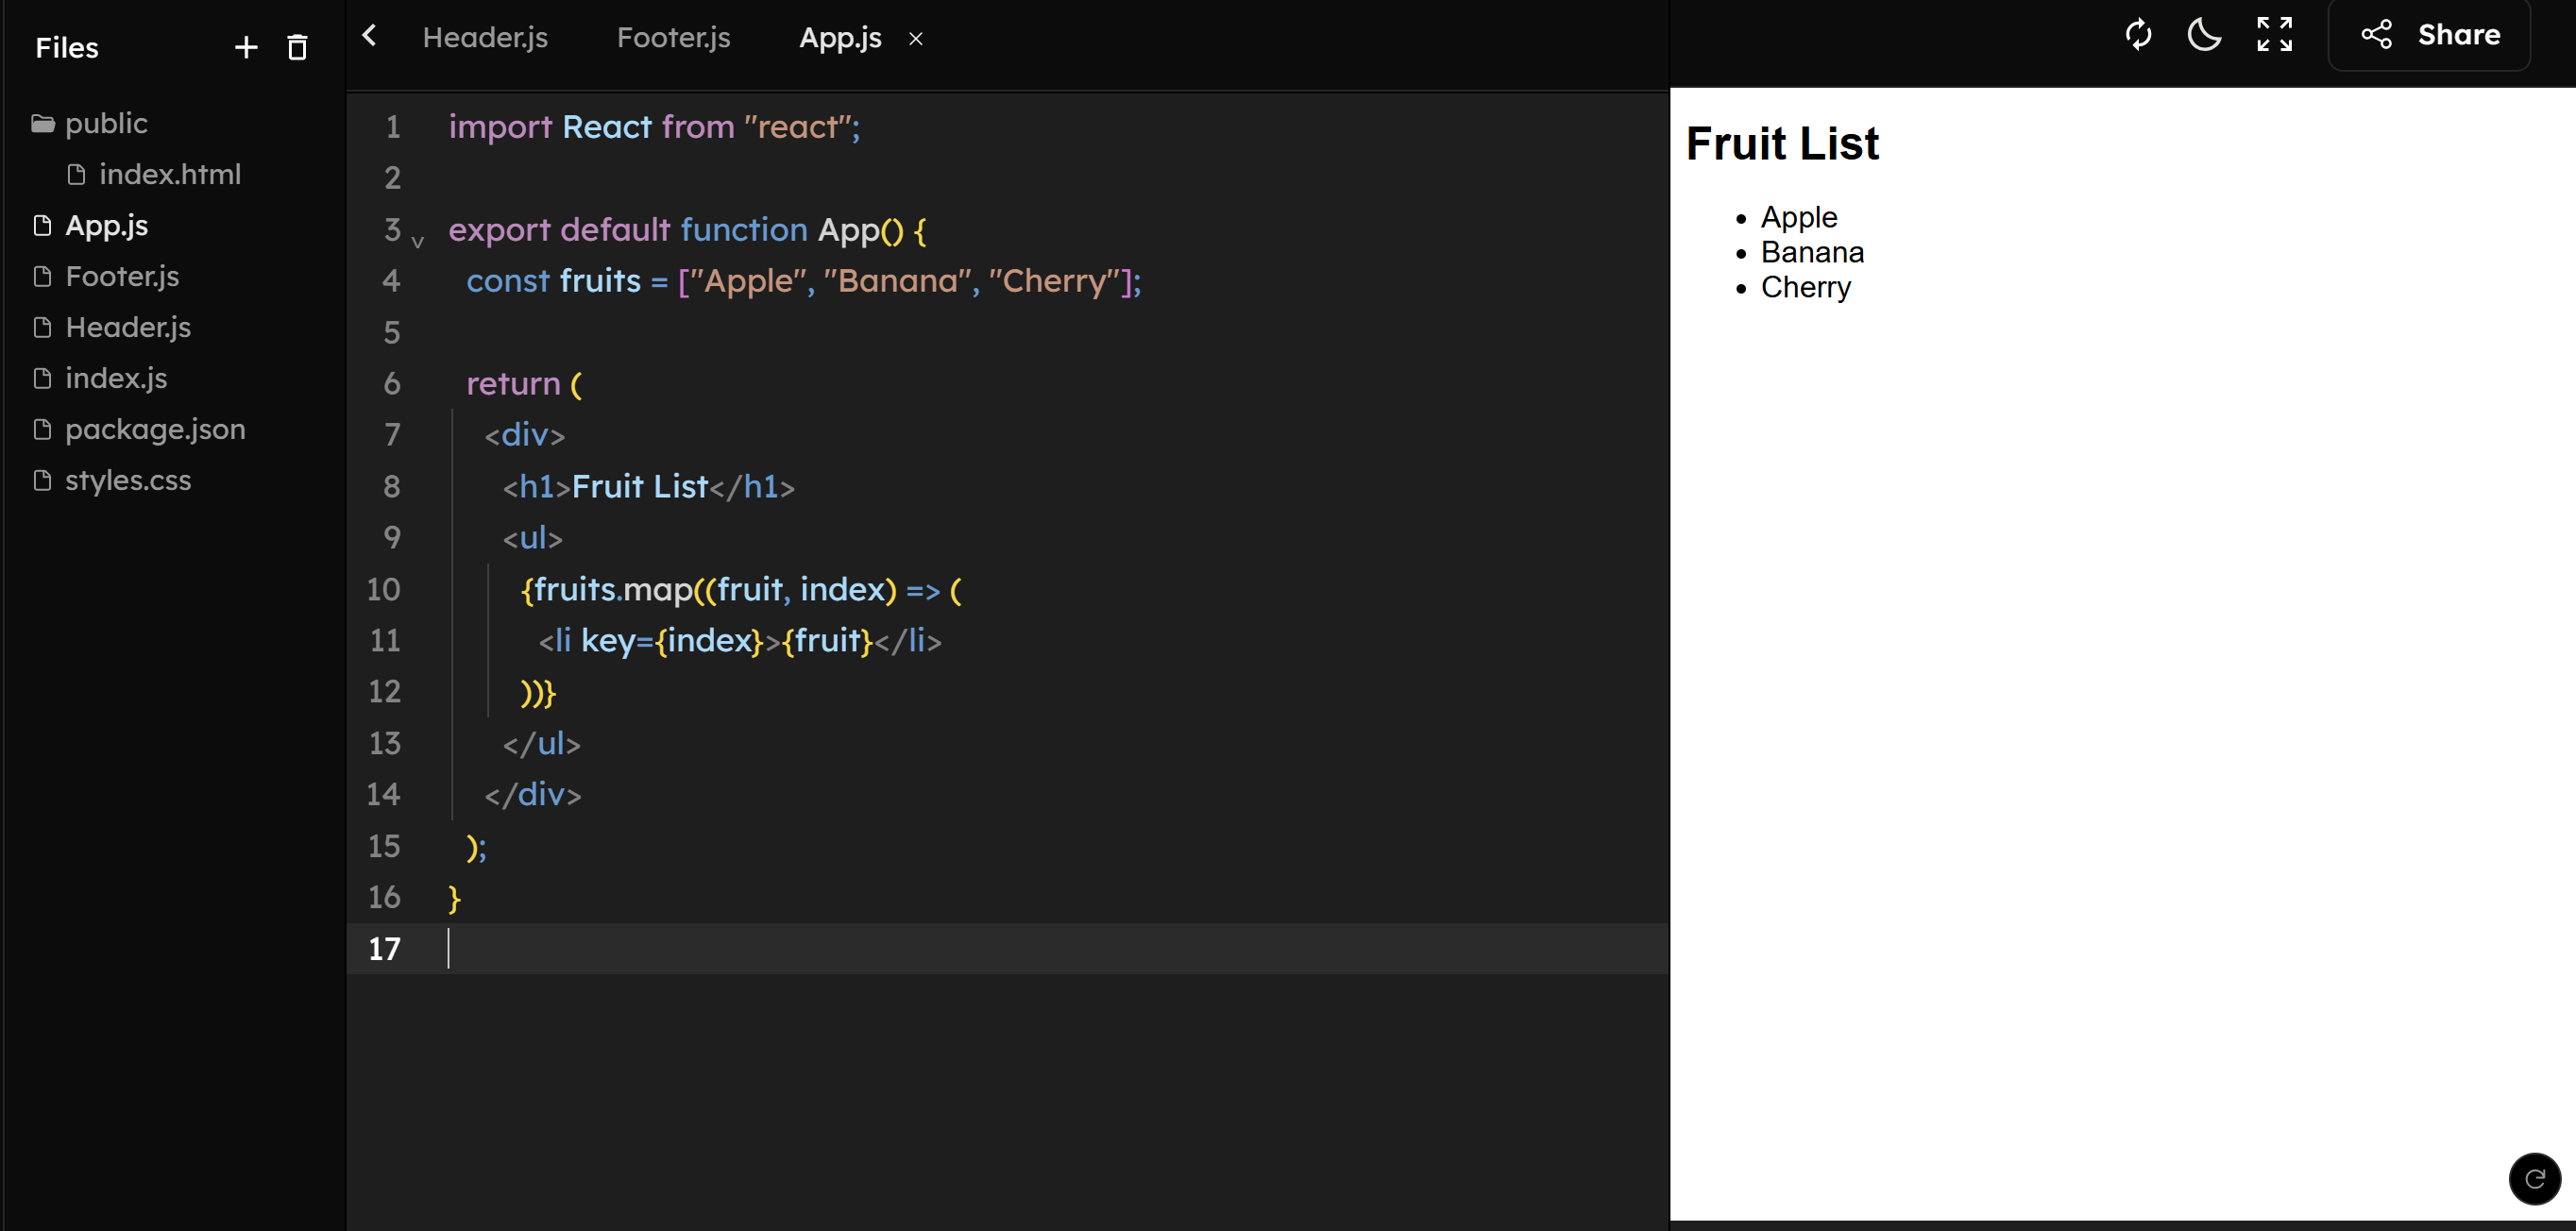 Files
public
index.html
App.js
Footer.js
Header.js
index.js
package.json
styles.css
Header.js Footer.js App.js
1 import React from "react";
2
3 export default function App() {
4 const fruits = ["Apple", "Banana", "Cherry"];
5
6 return (
7 <div>
8 <h1>Fruit List</h1>
9 <ul>
10 {fruits.map((fruit, index) => (
11 <li key={index}>{fruit}</li>
12 ))}
13 </ul>
14 </div>
15 );
16 }
17
Share
Fruit List
• Apple
• Banana
• Cherry